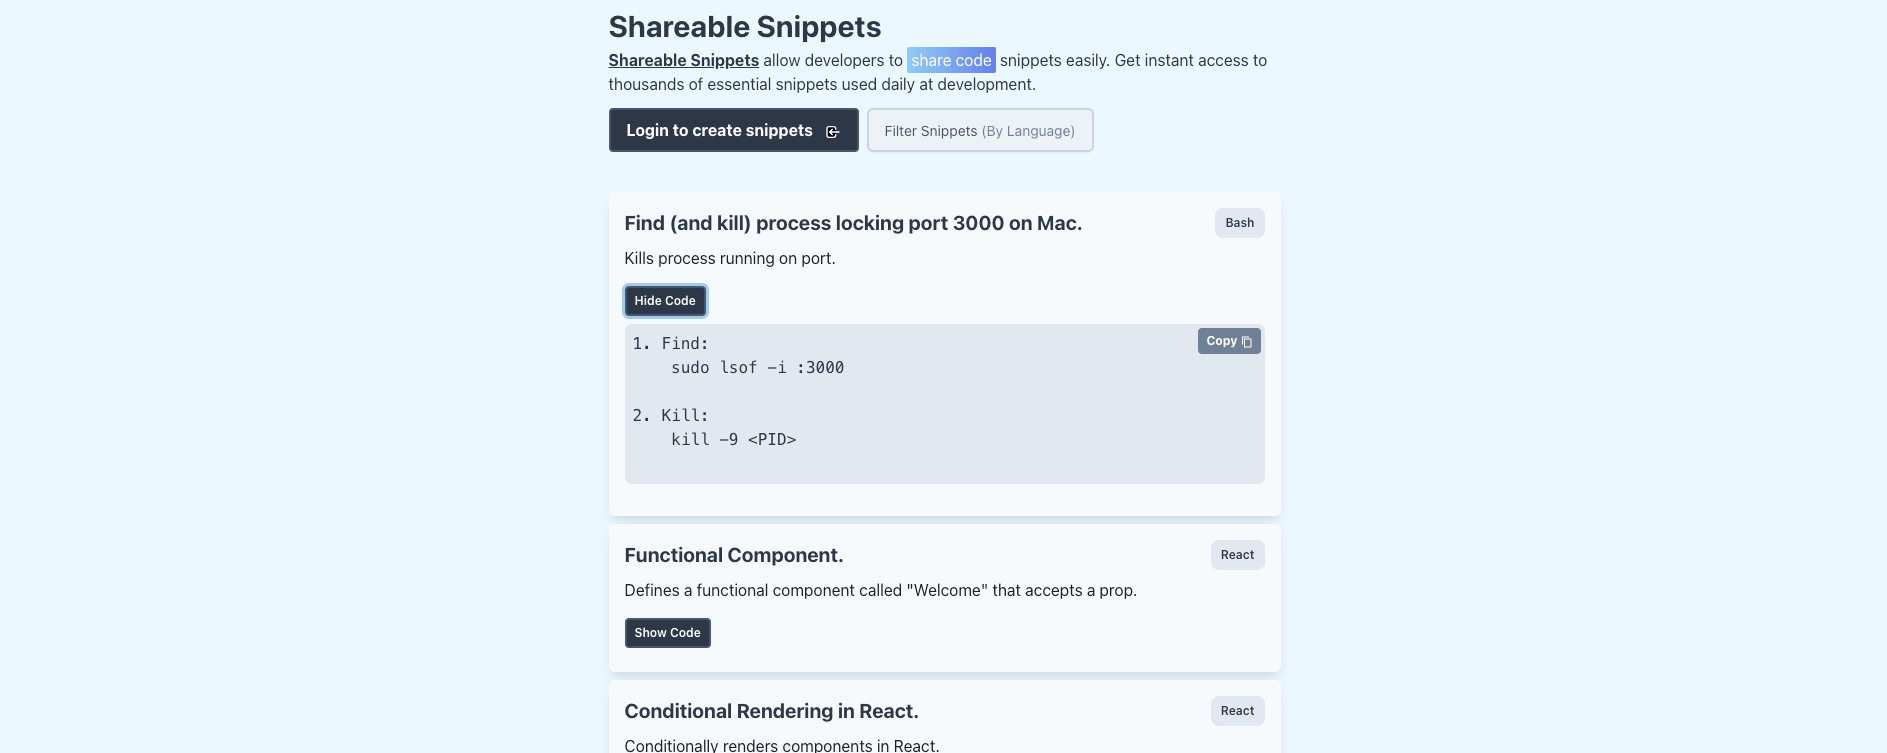 Shareable Snippets
Shareable Snippets allow developers to share code snippets easily. Get instant access to
thousands of essential snippets used daily at development.
Login to create snippets
Filter Snippets (By Language)
Find (and kill) process locking port 3000 on Mac.
Bash
Kills process running on port.
Hide Code
Copy
1. Find:
    sudo lsof -i :3000
2. Kill:
    kill -9 <PID>
Functional Component.
React
Defines a functional component called "Welcome" that accepts a prop.
Show Code
Conditional Rendering in React.
React
Conditionally renders components in React.